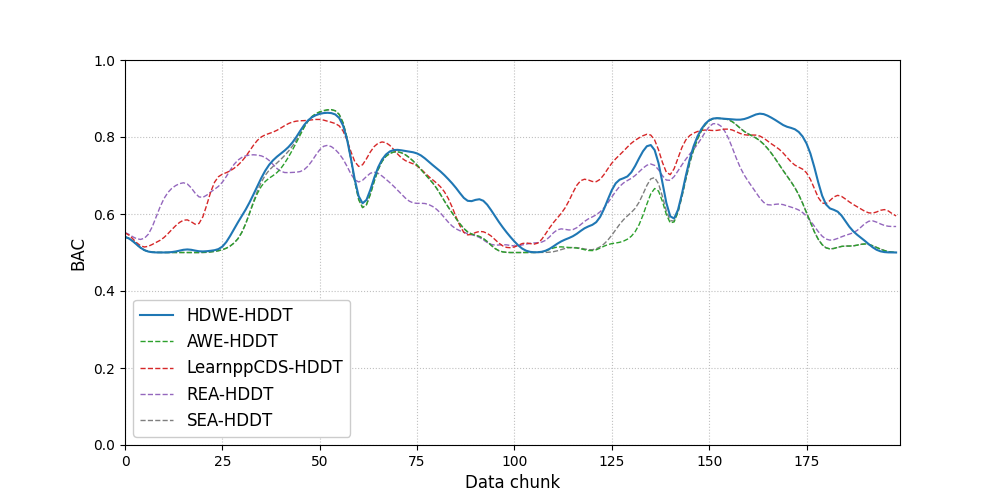 1.0
0.8
0.6
0.4
0.2
0.0
BAC
HDWE-HDDT
AWE-HDDT
LearnppCDS-HDDT
REA-HDDT
SEA-HDDT
0 25 50 75 100 125 150 175
Data chunk